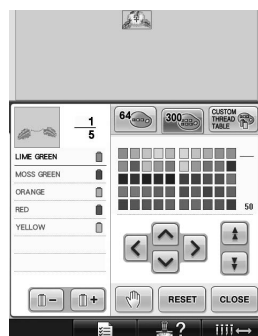 1
5
64
300
CUSTOM
THREAD
TABLE
LIME GREEN
MOSS GREEN
ORANGE
RED
YELLOW
50
RESET
CLOSE
?